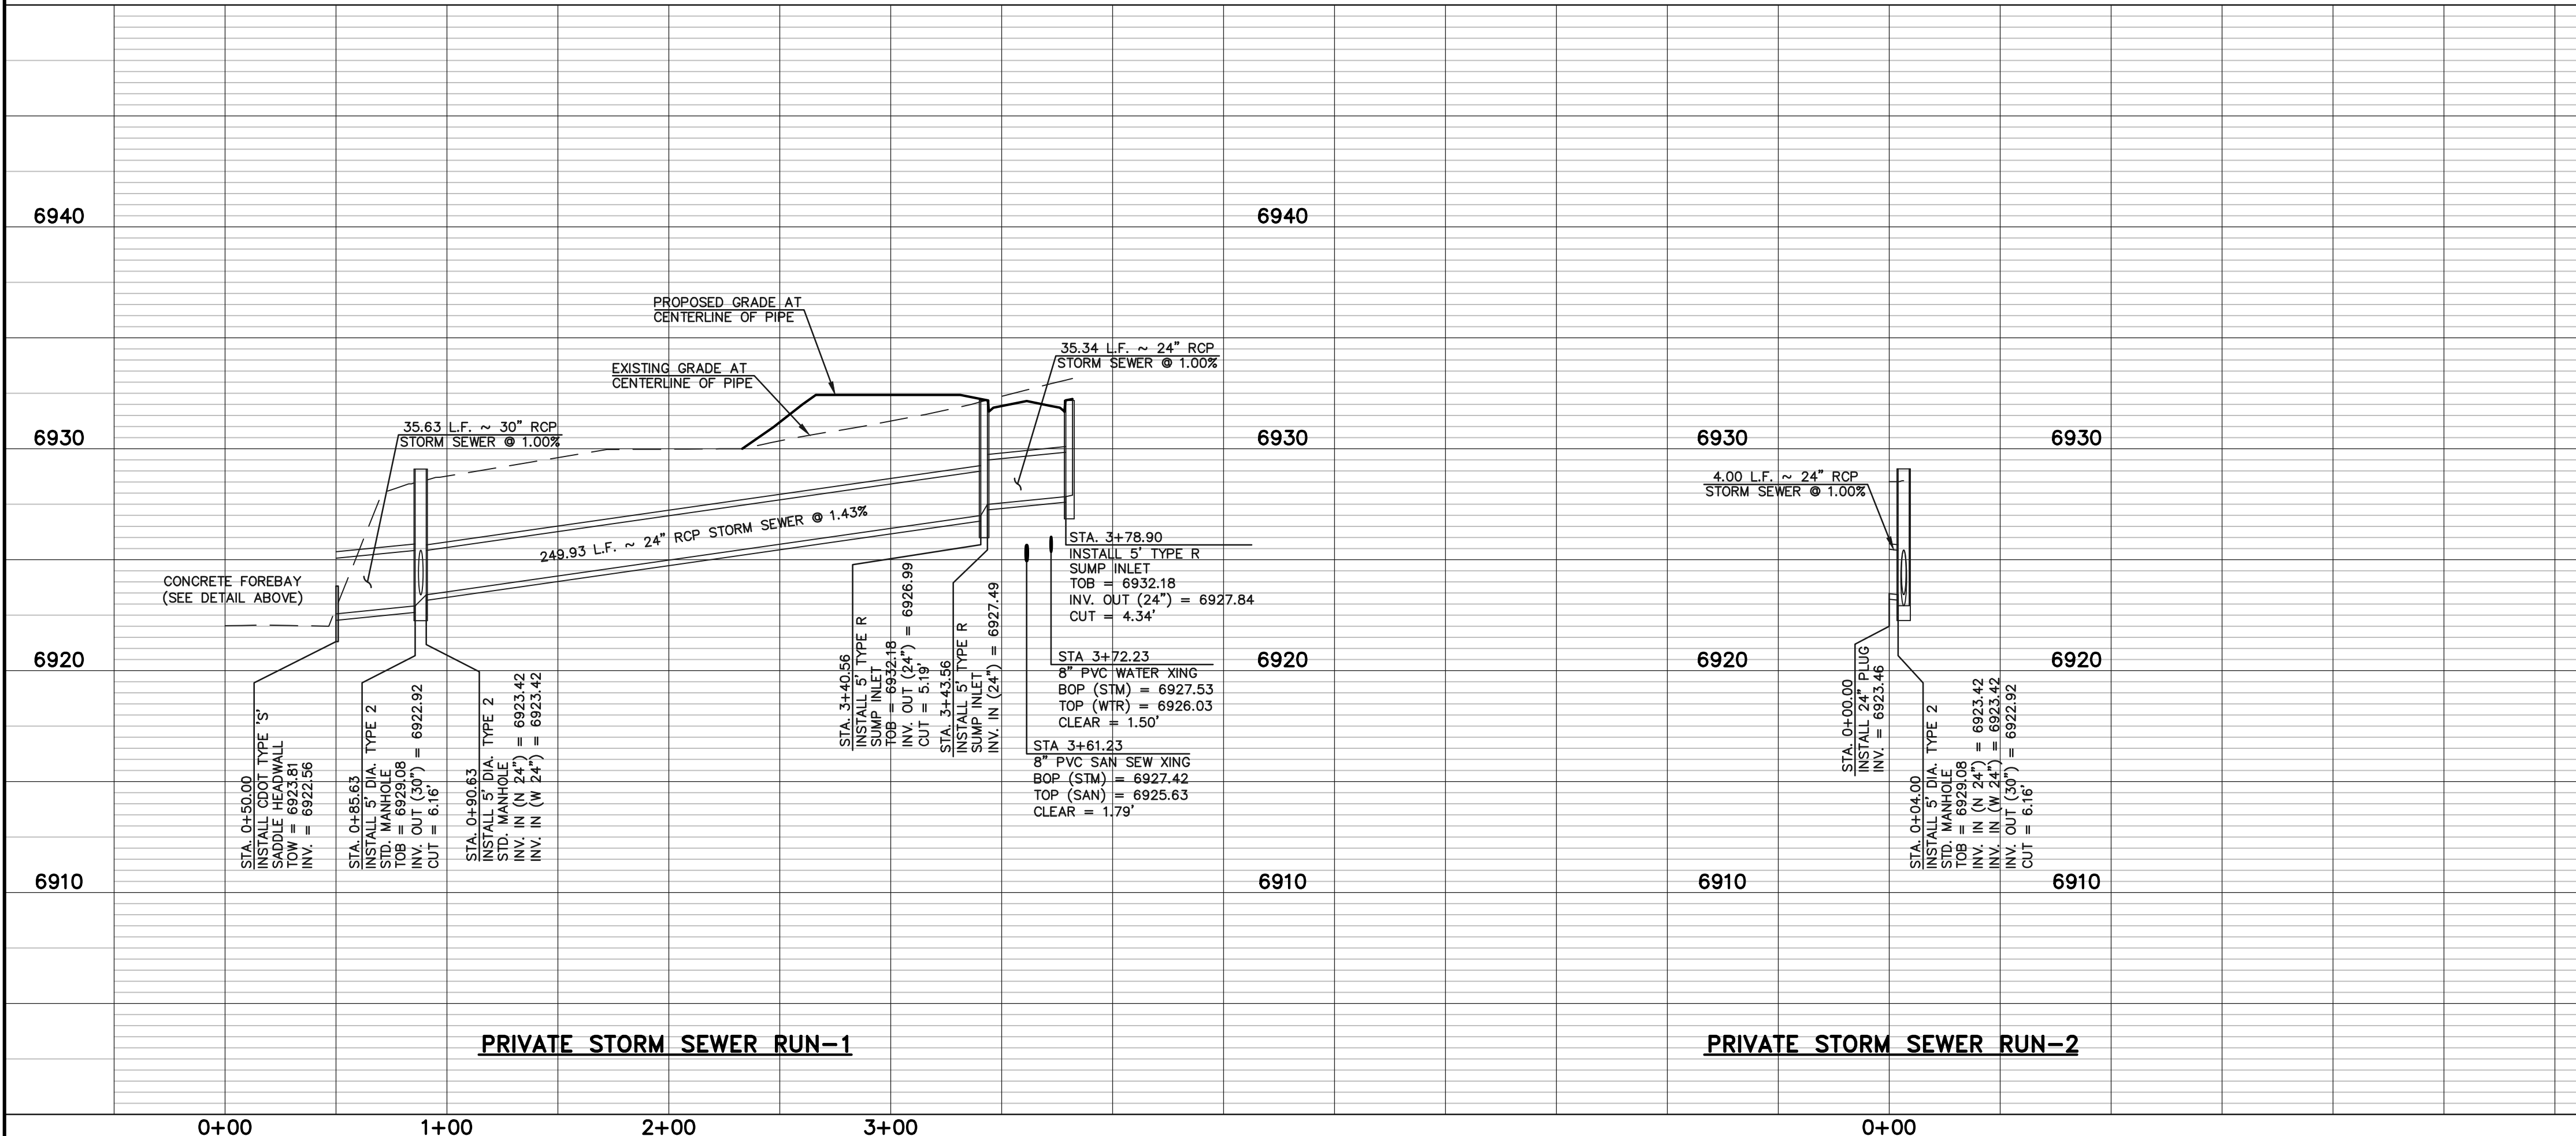 6940
6940
PROPOSED GRADE AT
CENTERLINE OF PIPE
EXISTING GRADE AT
CENTERLINE OF PIPE
35.34 L.F. ~ 24" RCP
STORM SEWER @ 1.00%
35.63 L.F. ~ 30" RCP
STORM SEWER @ 1.00%
6930
6930
6930
6930
4.00 L.F. ~ 24" RCP
STORM SEWER @ 1.00%
249.93 L.F. ~ 24" RCP STORM SEWER @ 1.43%
CONCRETE FOREBAY
(SEE DETAIL ABOVE)
STA. 3+78.90
INSTALL 5' TYPE R
SUMP INLET
TOB = 6932.18
INV. OUT (24") = 6927.84
CUT = 4.34'
6920
6920
6920
6920
STA 3+72.23
8" PVC WATER XING
BOP (STM) = 6927.53
TOP (WTR) = 6926.03
CLEAR = 1.50'
STA 3+61.23
8" PVC SAN SEW XING
BOP (STM) = 6927.42
TOP (SAN) = 6925.63
CLEAR = 1.79'
STA. 0+50.00
INSTALL CDOT TYPE 'S'
SADDLE HEADWALL
TOW = 6923.81
INV. = 6922.56
STA. 0+85.63
INSTALL 5' DIA. TYPE 2
STD. MANHOLE
TOB = 6929.08
INV. OUT (30") = 6922.92
CUT = 6.16'
STA. 0+90.63
INSTALL 5' DIA. TYPE 2
STD. MANHOLE
INV. IN (N 24") = 6923.42
INV. IN (W 24") = 6923.42
STA. 3+40.56
INSTALL 5' TYPE R
SUMP INLET
TOB = 6932.18
INV. OUT (24") = 6926.99
CUT = 5.19'
STA. 3+43.56
INSTALL 5' TYPE R
SUMP INLET
INV. IN (24") = 6927.49
STA. 0+00.00
INSTALL 24" PLUG
INV. = 6923.46
STA. 0+04.00
INSTALL 5' DIA. TYPE 2
STD. MANHOLE
TOB = 6929.08
INV. IN (N 24") = 6923.42
INV. IN (W 24") = 6923.42
INV. OUT (30") = 6922.92
CUT = 6.16'
6910
6910
6910
6910
PRIVATE STORM SEWER RUN-1
PRIVATE STORM SEWER RUN-2
0+00
1+00
2+00
3+00
0+00